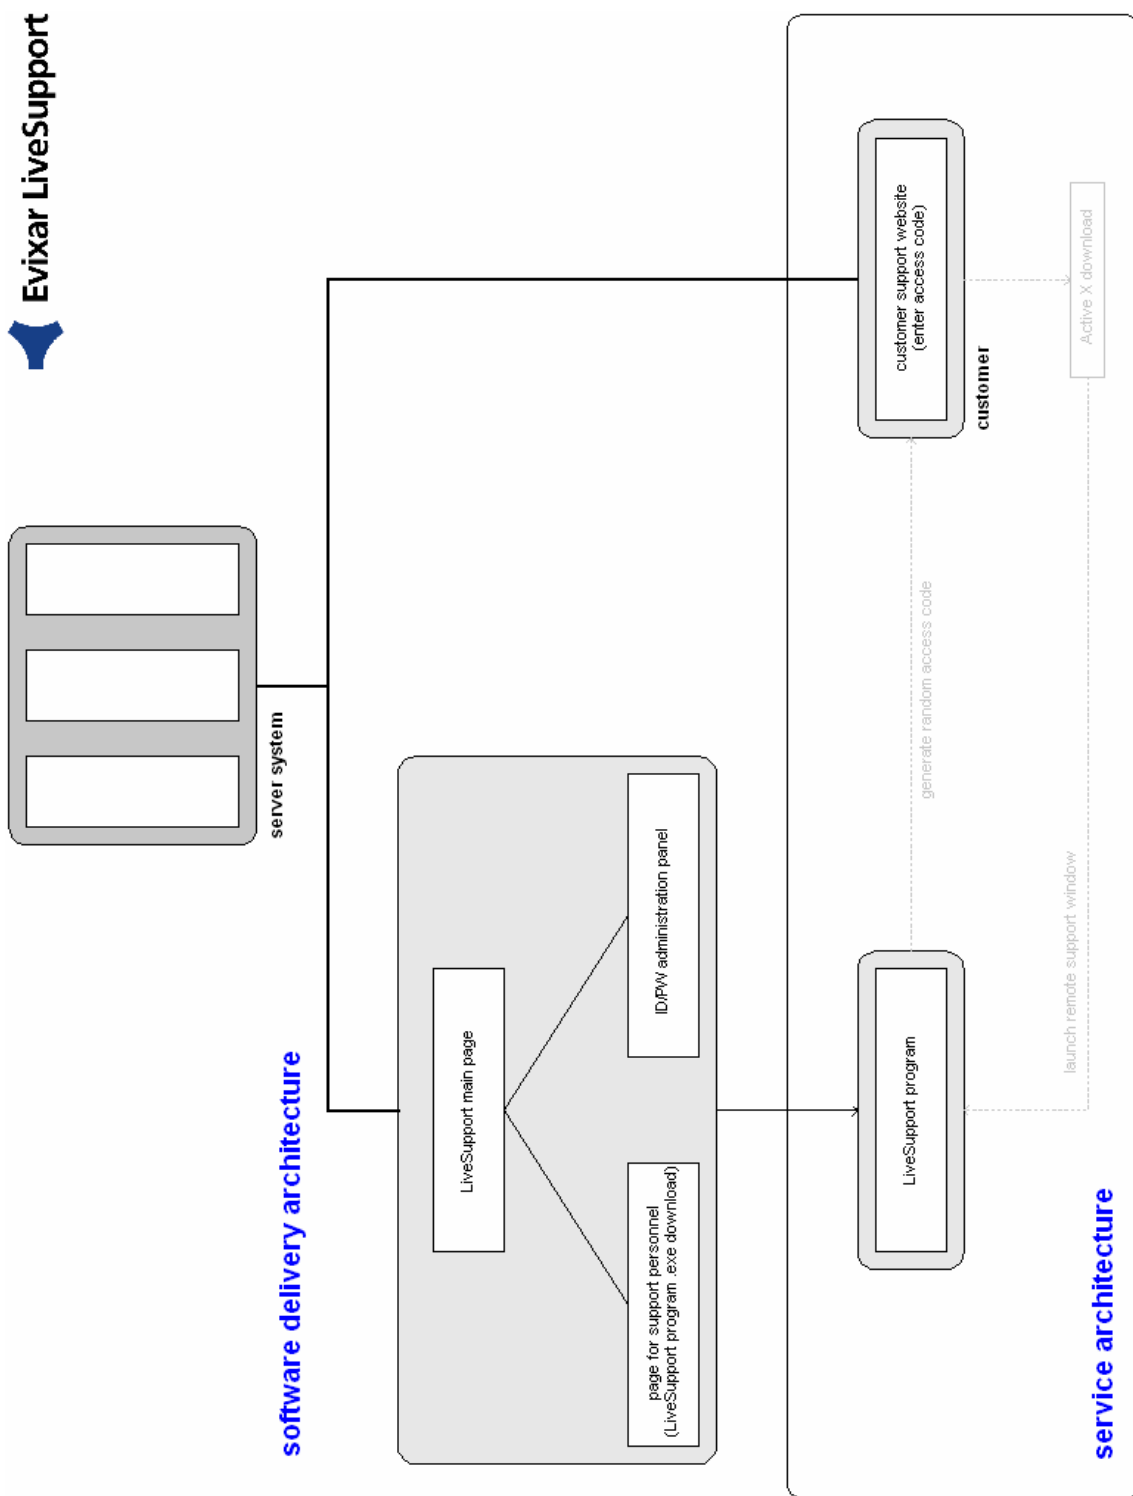 Evixar LiveSupport
server system
software delivery architecture
LiveSupport main page
page for support personnel
(LiveSupport program .exe download)
ID/PW administration panel
LiveSupport program
generate random access code
customer support website
(enter access code)
customer
launch remote support window
Active X download
service architecture